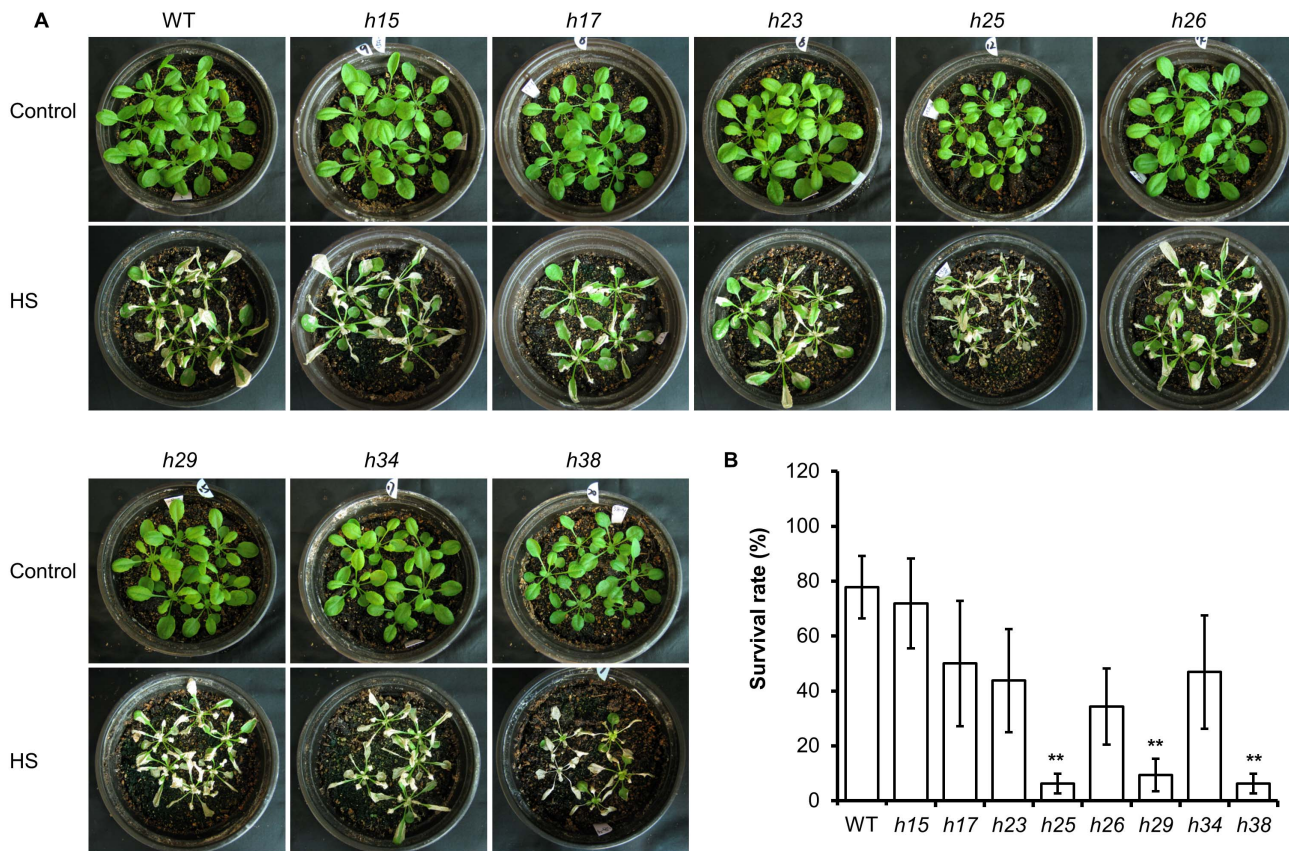 A
WT h15 h17 h23 h25 h26
Control
HS
h29 h34 h38
Control
HS
B
Survival rate (%)
120
100
80
60
40
20
0
** ** **
WT h15 h17 h23 h25 h26 h29 h34 h38